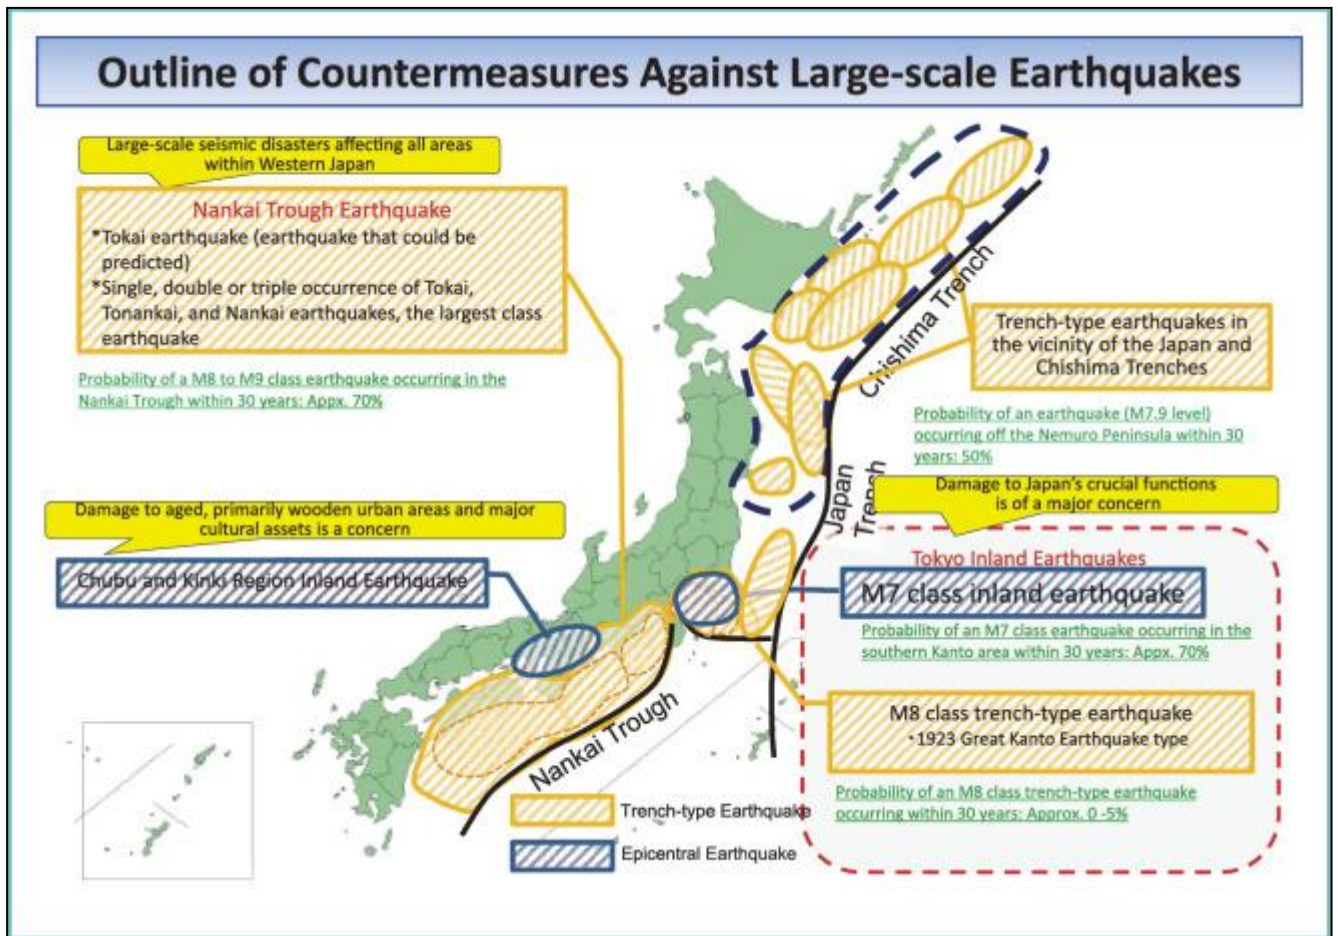 Outline of Countermeasures Against Large-scale Earthquakes
Large-scale seismic disasters affecting all areas
within Western Japan
Nankai Trough Earthquake
*Tokai earthquake (earthquake that could be
predicted)
*Single, double or triple occurrence of Tokai,
Tonankai, and Nankai earthquakes, the largest class
earthquake
Probability of a M8 to M9 class earthquake occurring in the
Nankai Trough within 30 years: Appx. 70%
Chishima Trench
Trench-type earthquakes in
the vicinity of the Japan and
Chishima Trenches
Probability of an earthquake (M7.9 level)
occurring off the Nemuro Peninsula within 30
years: 50%
Japan
Trench
Damage to Japan's crucial functions
is of a major concern
Damage to aged, primarily wooden urban areas and major
cultural assets is a concern
Chubu and Kinki Region Inland Earthquake
Tokyo Inland Earthquakes
M7 class inland earthquake
Probability of an M7 class earthquake occurring in the
southern Kanto area within 30 years: Appx. 70%
M8 class trench-type earthquake
・1923 Great Kanto Earthquake type
Probability of an M8 class trench-type earthquake
occurring within 30 years: Approx. 0 -5%
Nankai Trough
Trench-type Earthquake
Epicentral Earthquake